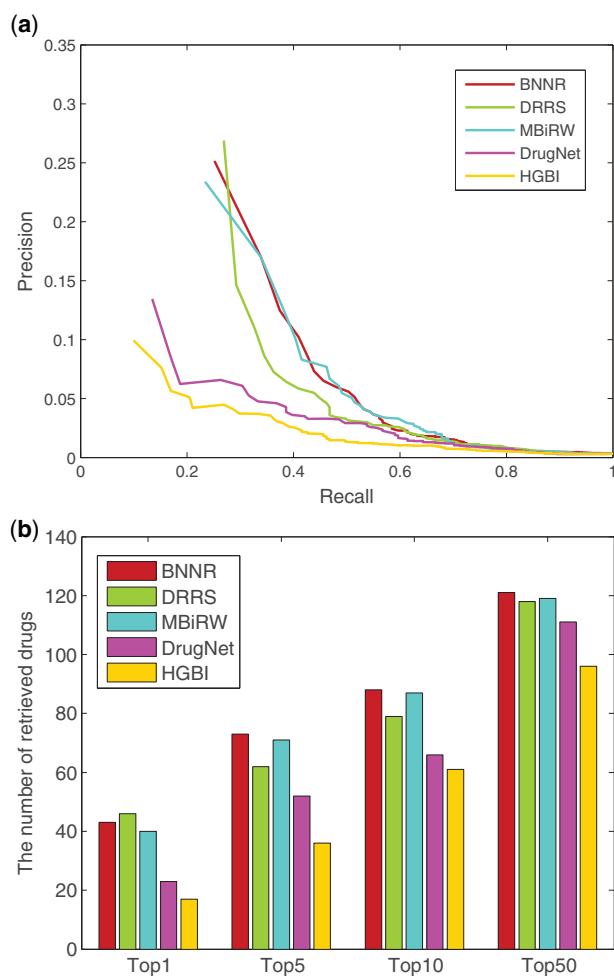 (a)
0.35
0.3
0.25
0.2
0.15
0.1
0.05
0
Precision
BNNR
DRRS
MBiRW
DrugNet
HGBI
0 0.2 0.4 0.6 0.8 1
Recall
(b)
140
120
100
80
60
40
20
0
The number of retrieved drugs
BNNR
DRRS
MBiRW
DrugNet
HGBI
Top1 Top5 Top10 Top50